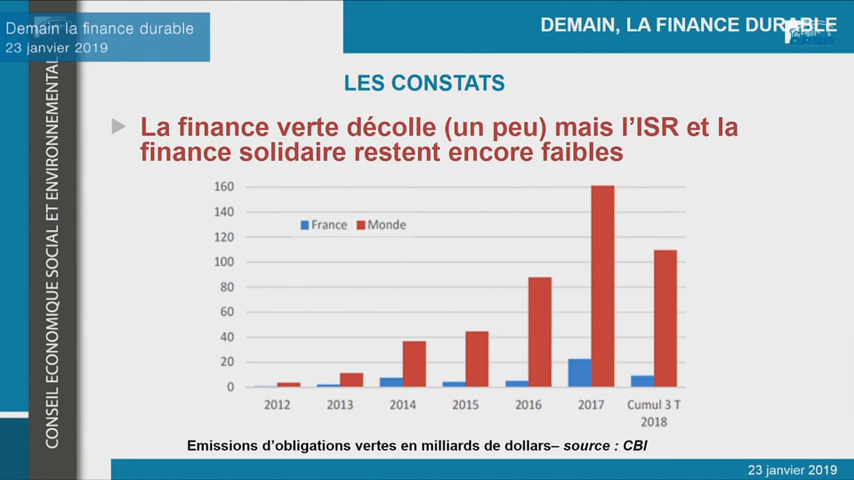 Demain la finance durable
23 janvier 2019
DEMAIN, LA FINANCE DURABLE
CONSEIL ECONOMIQUE SOCIAL ET ENVIRONNEMENTAL
LES CONSTATS
La finance verte décolle (un peu) mais l'ISR et la
finance solidaire restent encore faibles
160
140
120
100
80
60
40
20
0
France Monde
2012 2013 2014 2015 2016 2017 Cumul 3 T
2018
Emissions d'obligations vertes en milliards de dollars– source : CBI
23 janvier 2019